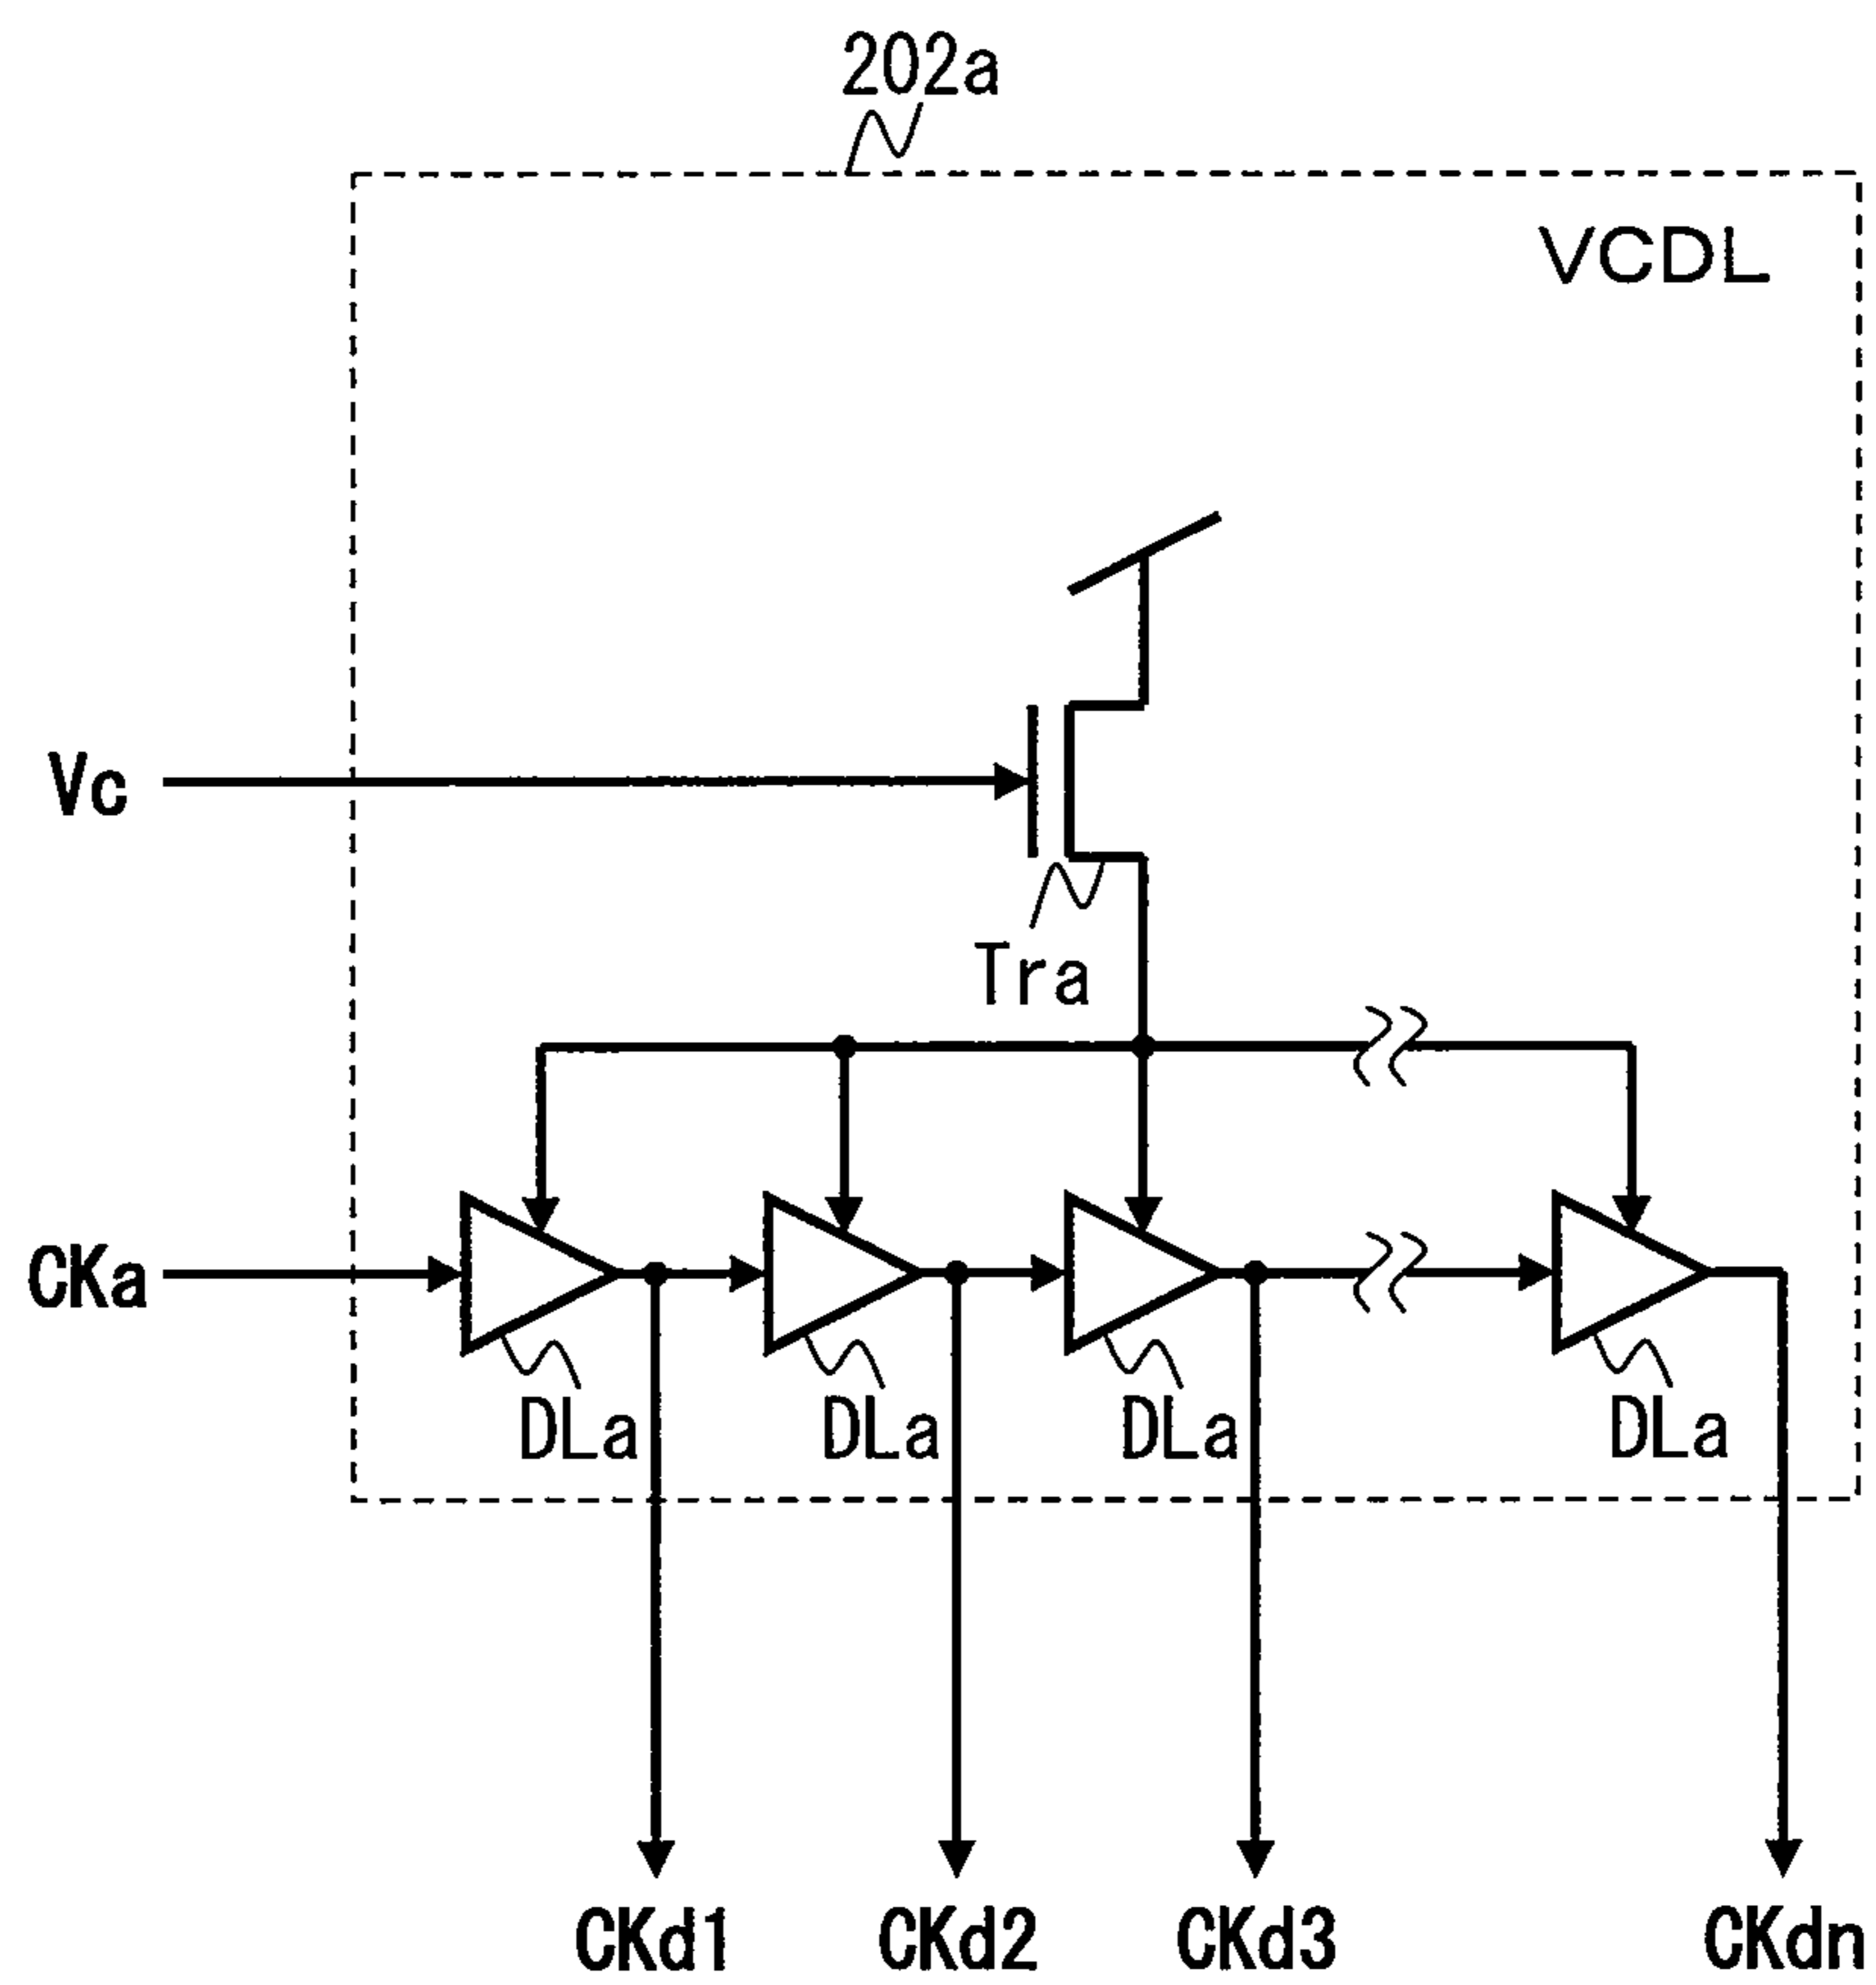 202a
VCDL
Vc
Tra
CKa
DLa DLa DLa DLa
CKd1 CKd2 CKd3 CKdn